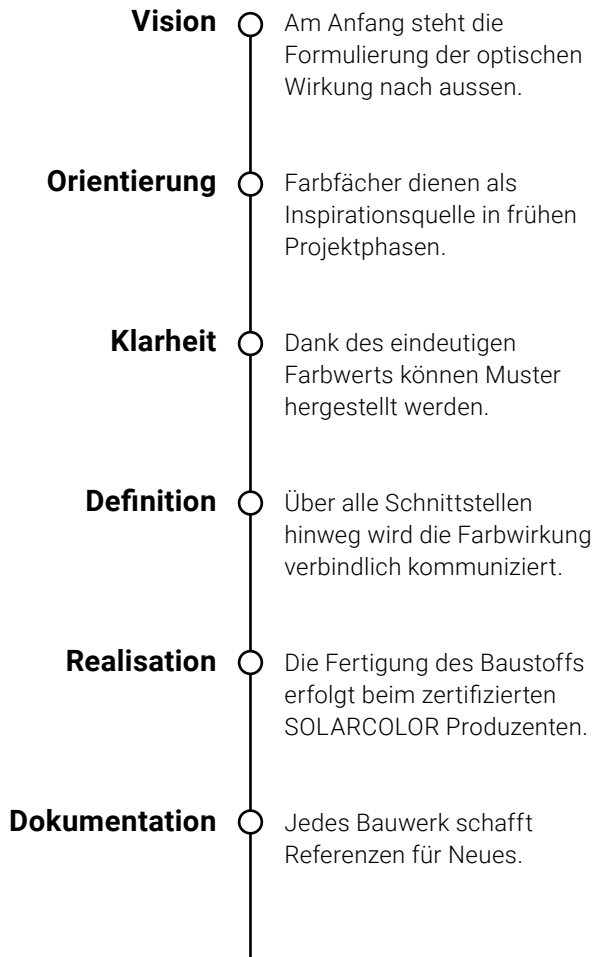 Vision
Am Anfang steht die
Formulierung der optischen
Wirkung nach aussen.
Orientierung
Farbfächer dienen als
Inspirationsquelle in frühen
Projektphasen.
Klarheit
Dank des eindeutigen
Farbwerts können Muster
hergestellt werden.
Definition
Über alle Schnittstellen
hinweg wird die Farbwirkung
verbindlich kommuniziert.
Realisation
Die Fertigung des Baustoffs
erfolgt beim zertifizierten
SOLARCOLOR Produzenten.
Dokumentation
Jedes Bauwerk schafft
Referenzen für Neues.